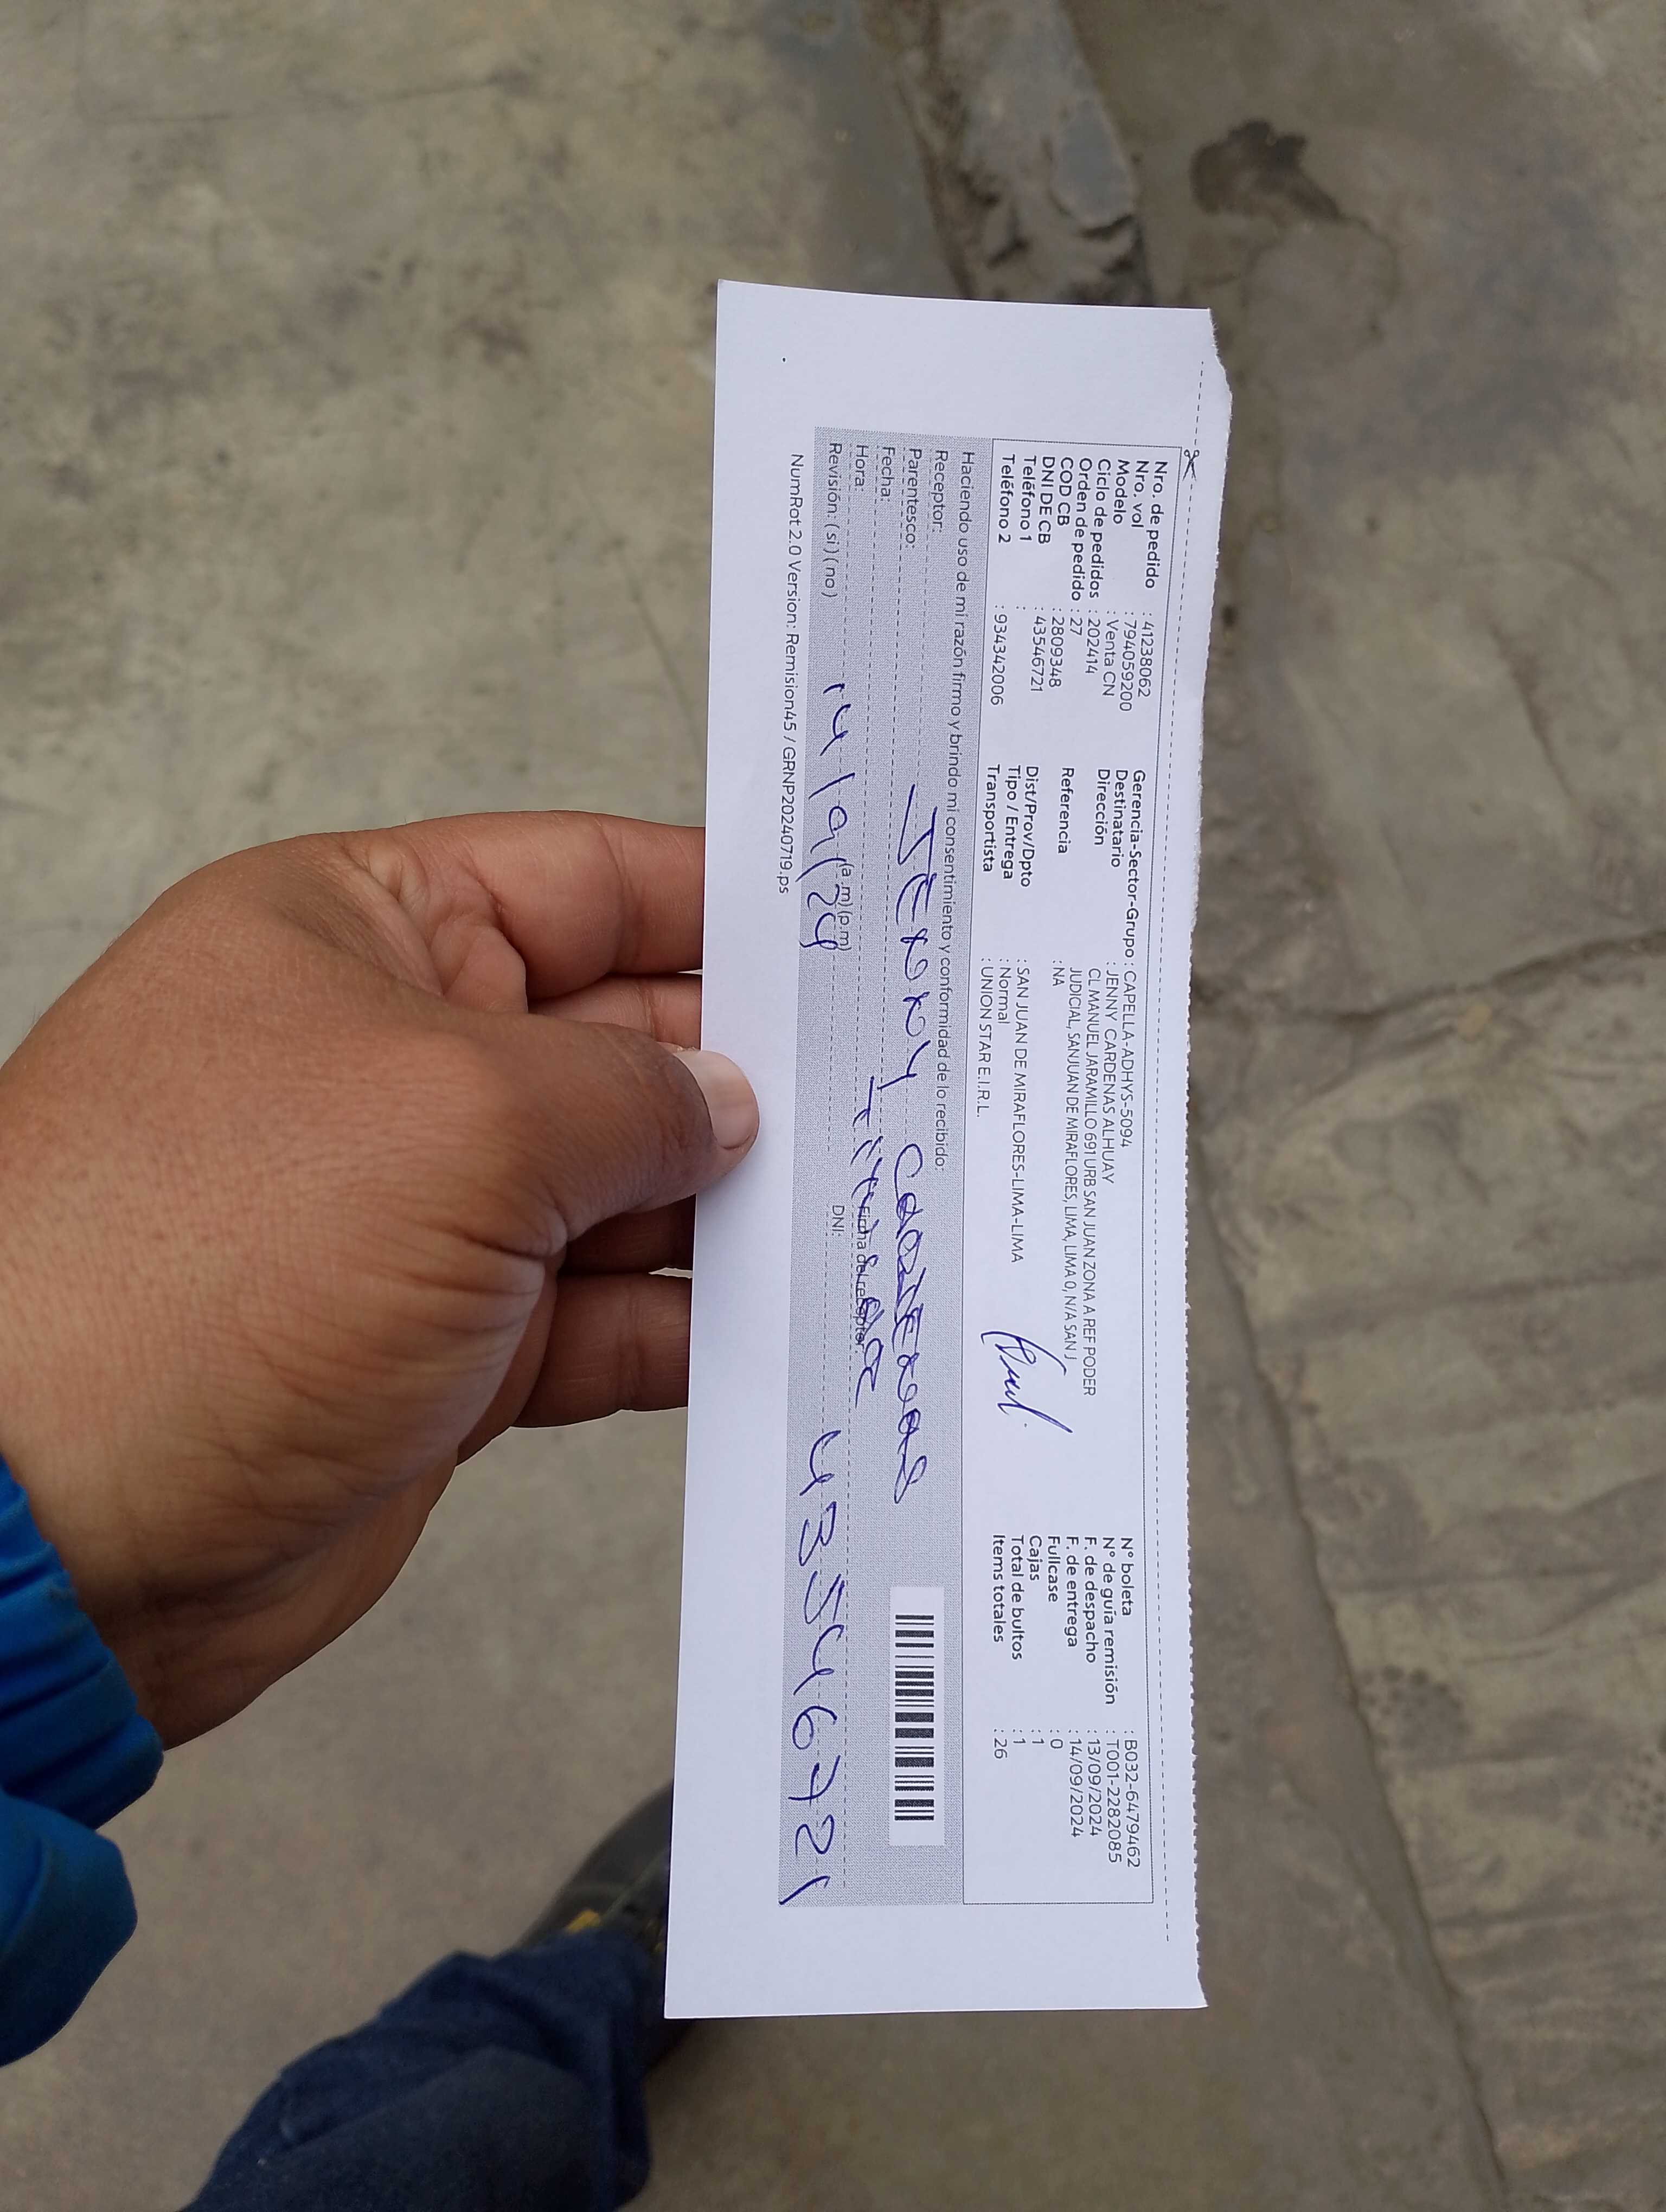 Nro. de pedido : 41238062
Nro. vol : 794059200
Modelo : Venta CN
Ciclo de pedidos : 202414
Orden de pedido : 27
COD CB : 2809348
DNI DE CB : 43546721
Teléfono 1 :
Teléfono 2 : 934342006
Gerencia-Sector-Grupo : CAPELLA-ADHYS-5094
Destinatario : JENNY CARDENAS ALHUAY
Dirección : CL MANUEL JARAMILLO 691 URB SAN JUAN ZONA A REF PODER
JUDICIAL, SAN JUAN DE MIRAFLORES, LIMA, LIMA 0, N/A SAN J
Referencia : NA
Dist/Prov/Dpto : SAN JUAN DE MIRAFLORES-LIMA-LIMA
Tipo / Entrega : Normal
Transportista : UNION STAR E.I.R.L.
N° boleta : B032-6479462
N° de guía remisión : T001-2282085
F. de despacho : 13/09/2024
F. de entrega : 14/09/2024
Fullcase : 0
Cajas : 1
Total de bultos : 1
Items totales : 26
Haciendo uso de mi razón firmo y brindo mi consentimiento y conformidad de lo recibido:
Receptor:
Parentesco: JENNY CARDENAS
Fecha: Titular
Hora: (a.m) (p.m) Firma del receptor:
Revisión: (si) (no) 14/9/24 DNI: 43546721
NumRot 2.0 Version: Remision45 / GRNP20240719.ps